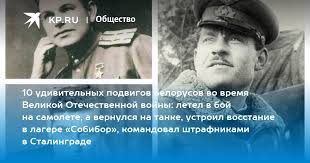 KP.RU | Общество
10 удивительных подвигов белорусов во время
Великой Отечественной войны: летел в бой
на самолете, а вернулся на танке, устроил восстание
в лагере «Собибор», командовал штрафниками
в Сталинграде